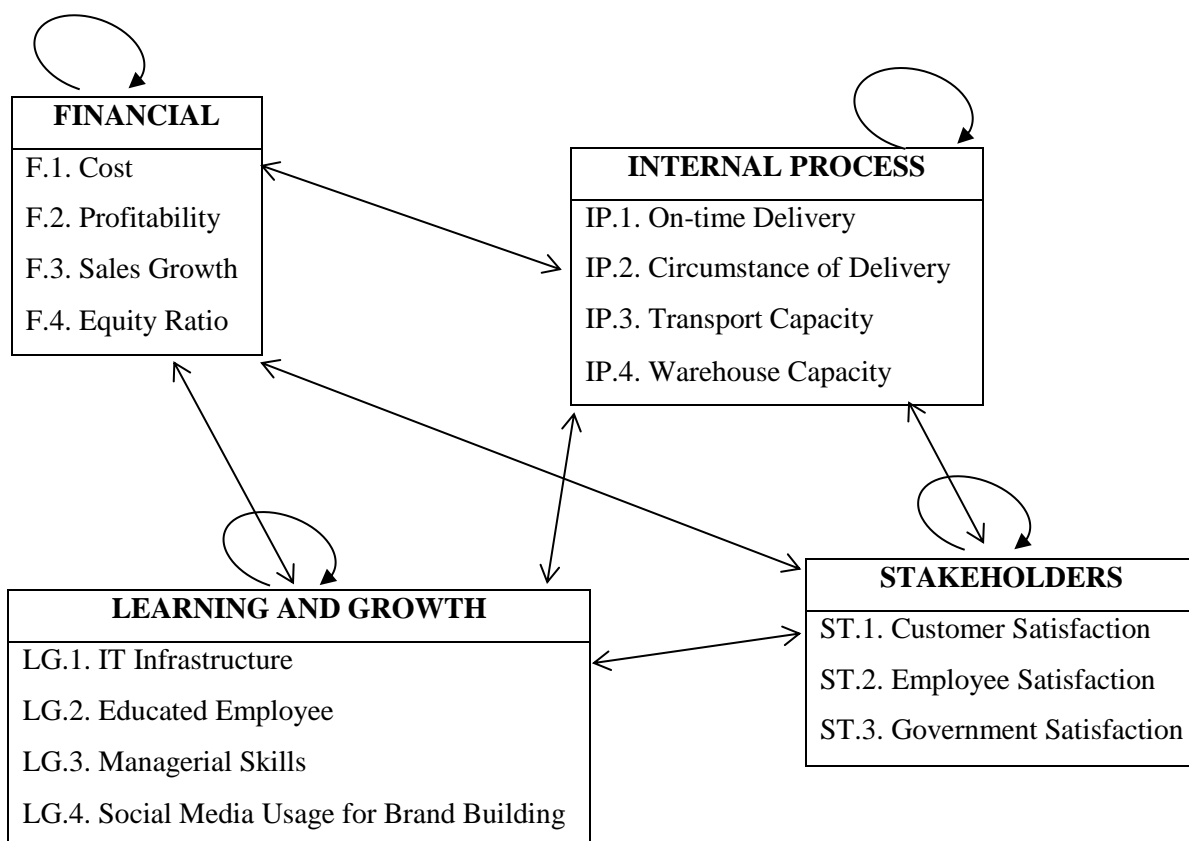 FINANCIAL
F.1. Cost
F.2. Profitability
F.3. Sales Growth
F.4. Equity Ratio
INTERNAL PROCESS
IP.1. On-time Delivery
IP.2. Circumstance of Delivery
IP.3. Transport Capacity
IP.4. Warehouse Capacity
LEARNING AND GROWTH
LG.1. IT Infrastructure
LG.2. Educated Employee
LG.3. Managerial Skills
LG.4. Social Media Usage for Brand Building
STAKEHOLDERS
ST.1. Customer Satisfaction
ST.2. Employee Satisfaction
ST.3. Government Satisfaction